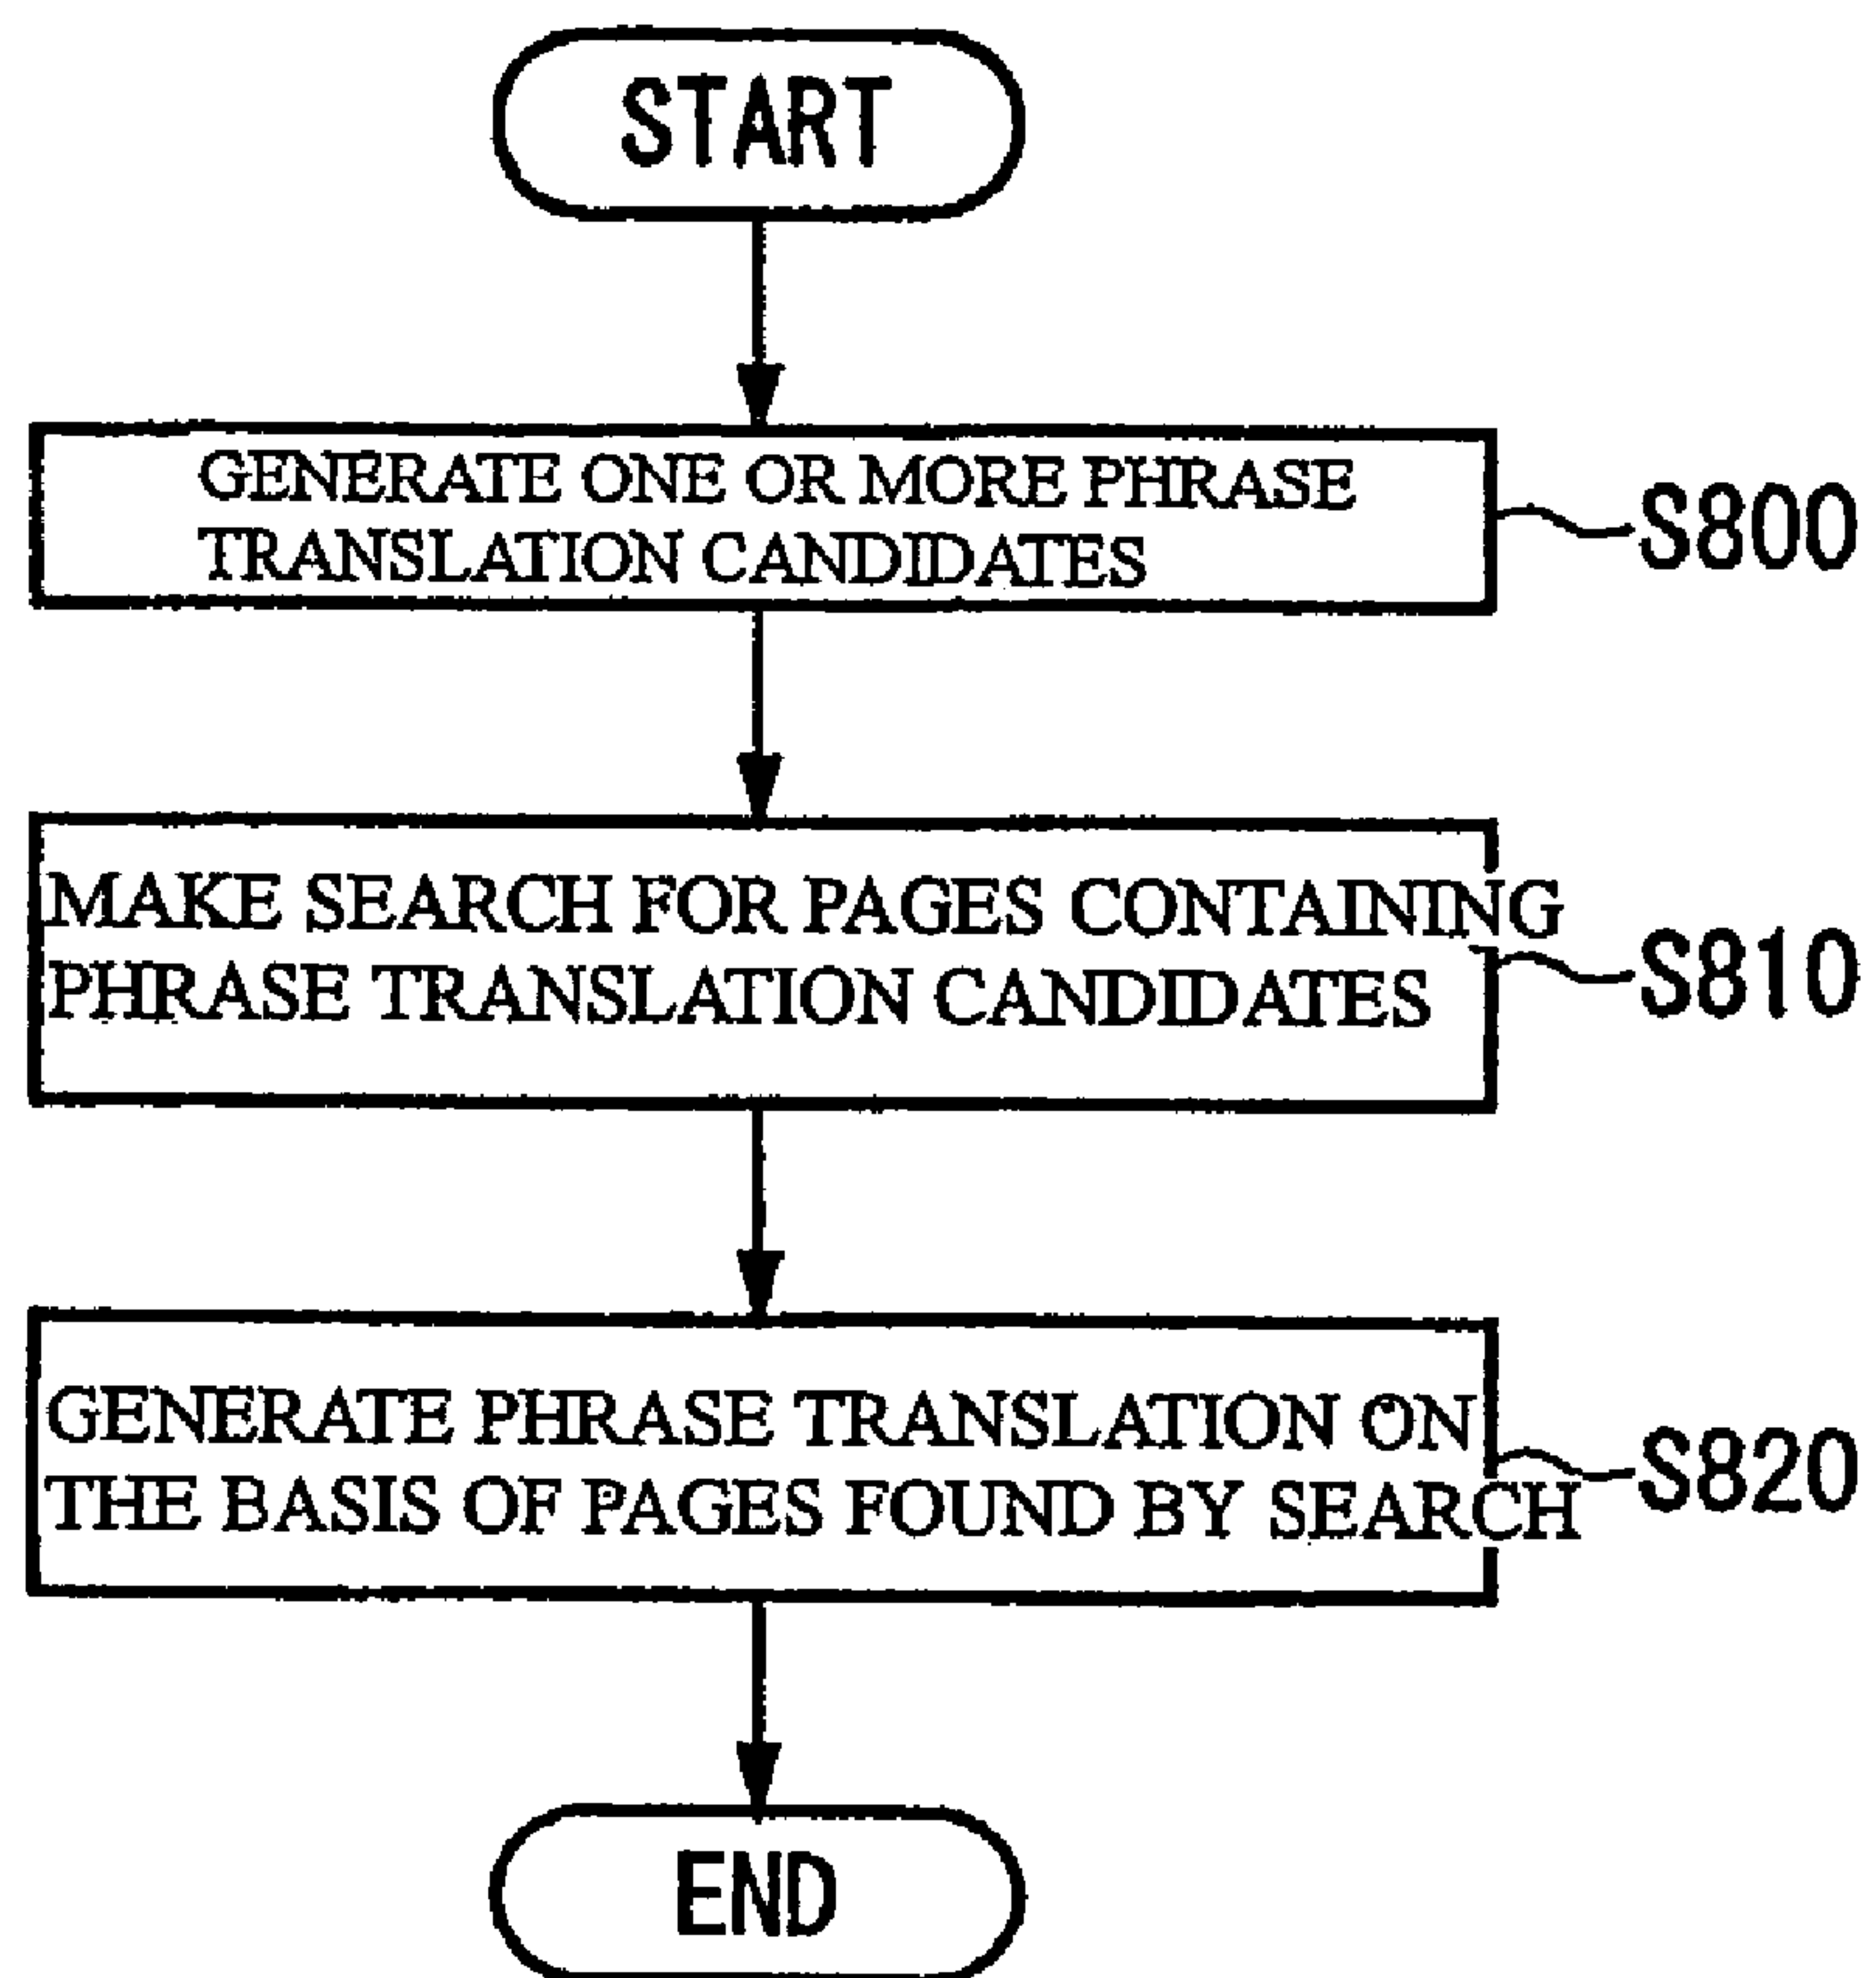 START
GENERATE ONE OR MORE PHRASE
TRANSLATION CANDIDATES
S800
MAKE SEARCH FOR PAGES CONTAINING
PHRASE TRANSLATION CANDIDATES
S810
GENERATE PHRASE TRANSLATION ON
THE BASIS OF PAGES FOUND BY SEARCH
S820
END